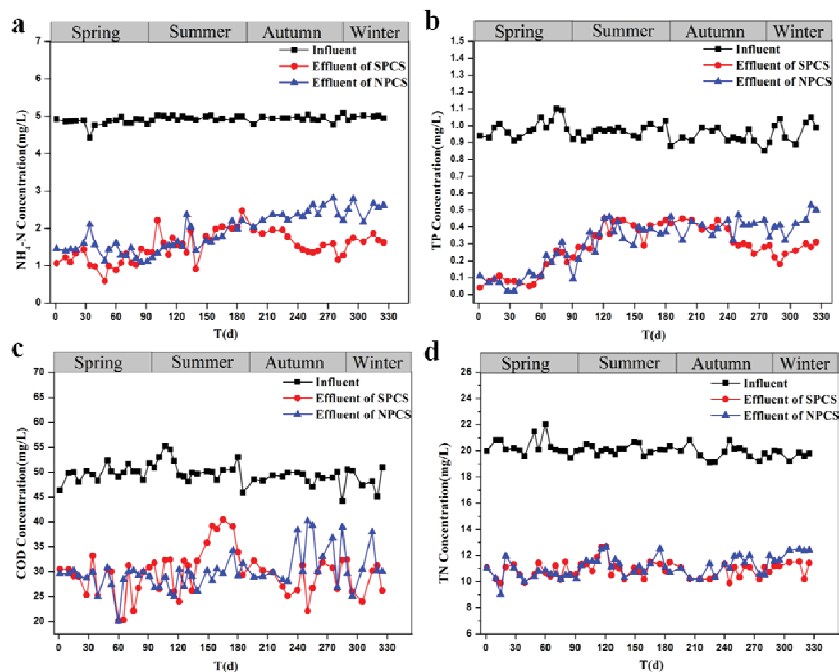 a
Spring Summer Autumn Winter
Influent
Effluent of SPCS
Effluent of NPCS
NH4-N Concentration(mg/L)
7
6
5
4
3
2
1
0
0 30 60 90 120 150 180 210 240 270 300 330
T(d)
b
Spring Summer Autumn Winter
Influent
Effluent of SPCS
Effluent of NPCS
TP Concentration(mg/L)
1.5
1.4
1.3
1.2
1.1
1.0
0.9
0.8
0.7
0.6
0.5
0.4
0.3
0.2
0.1
0.0
0 30 60 90 120 150 180 210 240 270 300 330
T(d)
c
Spring Summer Autumn Winter
Influent
Effluent of SPCS
Effluent of NPCS
COD Concentration(mg/L)
70
65
60
55
50
45
40
35
30
25
20
0 30 60 90 120 150 180 210 240 270 300 330
T(d)
d
Spring Summer Autumn Winter
Influent
Effluent of SPCS
Effluent of NPCS
TN Concentration(mg/L)
26
24
22
20
18
16
14
12
10
8
6
0 30 60 90 120 150 180 210 240 270 300 330
T(d)